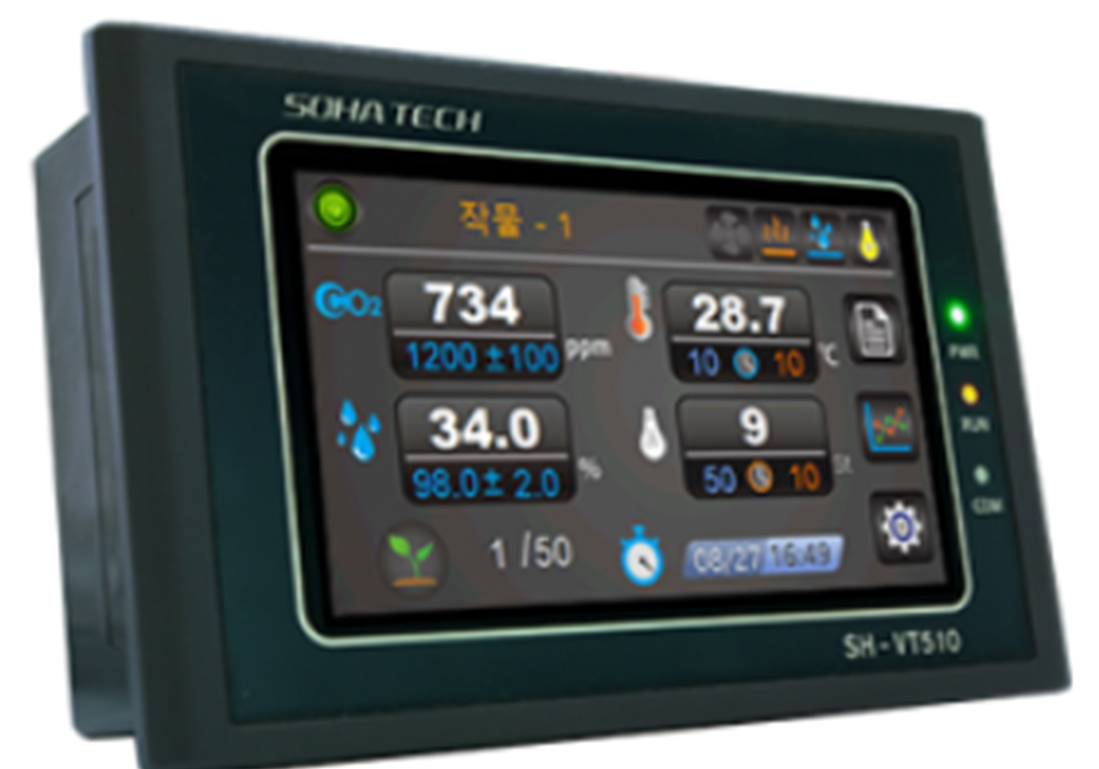 SOHATECH
작물 - 1
CO2 734 28.7
1200 ±100 ppm 10 10 ℃
34.0 9
98.0± 2.0 % 50 10
1 /50 08/27 16:49
PWR
RUN
COM
SH-VT510